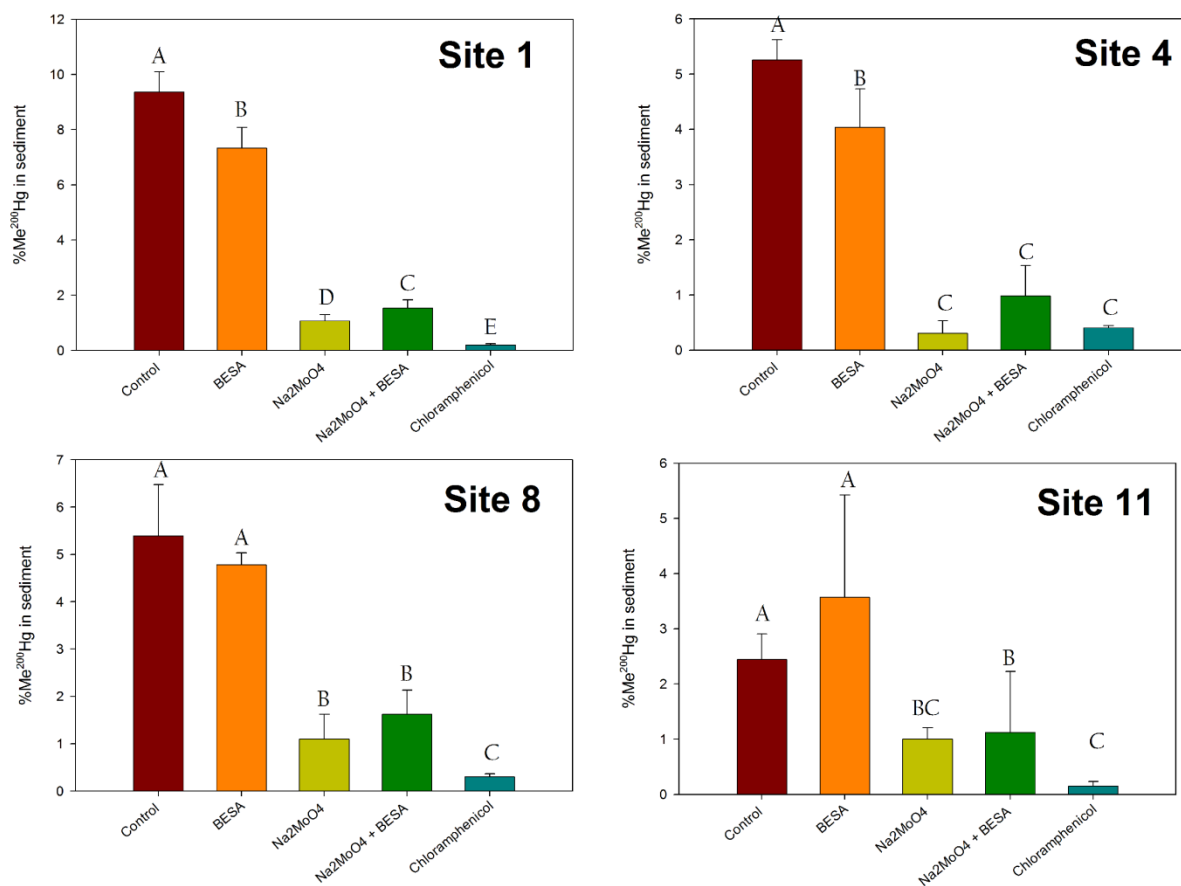 Site 1
%Me²⁰⁰Hg in sediment
12
10
8
6
4
2
0
A
B
D
C
E
Control
BESA
Na2MoO4
Na2MoO4 + BESA
Chloramphenicol
Site 4
%Me²⁰⁰Hg in sediment
6
5
4
3
2
1
0
A
B
C
C
C
Control
BESA
Na2MoO4
Na2MoO4 + BESA
Chloramphenicol
Site 8
%Me²⁰⁰Hg in sediment
7
6
5
4
3
2
1
0
A
A
B
B
C
Control
BESA
Na2MoO4
Na2MoO4 + BESA
Chloramphenicol
Site 11
%Me²⁰⁰Hg in sediment
6
5
4
3
2
1
0
A
A
BC
B
C
Control
BESA
Na2MoO4
Na2MoO4 + BESA
Chloramphenicol